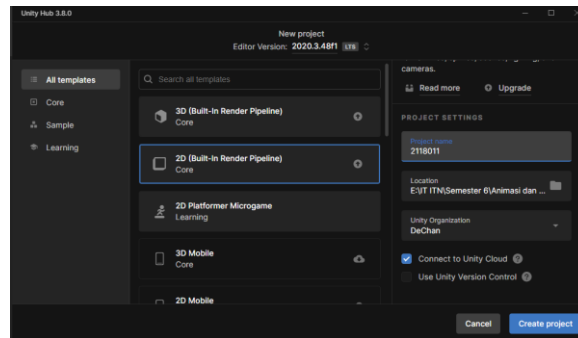 Unity Hub 3.8.0
New project
Editor Version: 2020.3.48f1 LTS
All templates
Core
Sample
Learning
Search all templates
3D (Built-In Render Pipeline)
Core
2D (Built-In Render Pipeline)
Core
2D Platformer Microgame
Learning
3D Mobile
Core
2D Mobile
cameras.
Read more
Upgrade
PROJECT SETTINGS
Project name
2118011
Location
E:\IT ITN\Semester 6\Animasi dan ...
Unity Organization
DeChan
Connect to Unity Cloud
Use Unity Version Control
Cancel
Create project